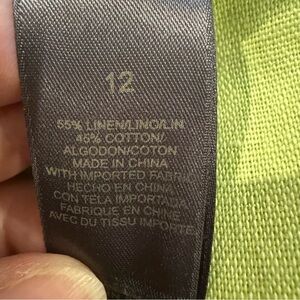 12
55% LINEN/LINO/LIN
45% COTTON/
ALGODON/COTON
MADE IN CHINA
WITH IMPORTED FABRIC
HECHO EN CHINA
CON TELA IMPORTADA
FABRIQUE EN CHINE
AVEC DU TISSU IMPORTE